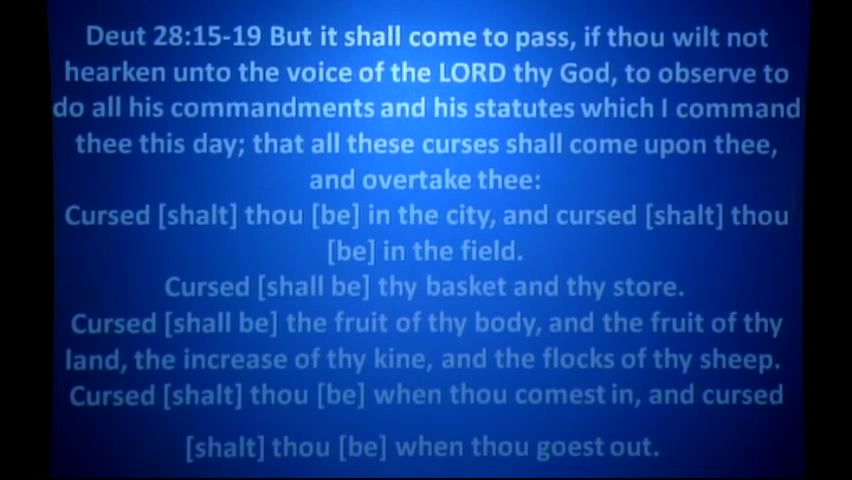 Deut 28:15-19 But it shall come to pass, if thou wilt not
hearken unto the voice of the LORD thy God, to observe to
do all his commandments and his statutes which I command
thee this day; that all these curses shall come upon thee,
and overtake thee:
Cursed [shalt] thou [be] in the city, and cursed [shalt] thou
[be] in the field.
Cursed [shall be] thy basket and thy store.
Cursed [shall be] the fruit of thy body, and the fruit of thy
land, the increase of thy kine, and the flocks of thy sheep.
Cursed [shalt] thou [be] when thou comest in, and cursed
[shalt] thou [be] when thou goest out.